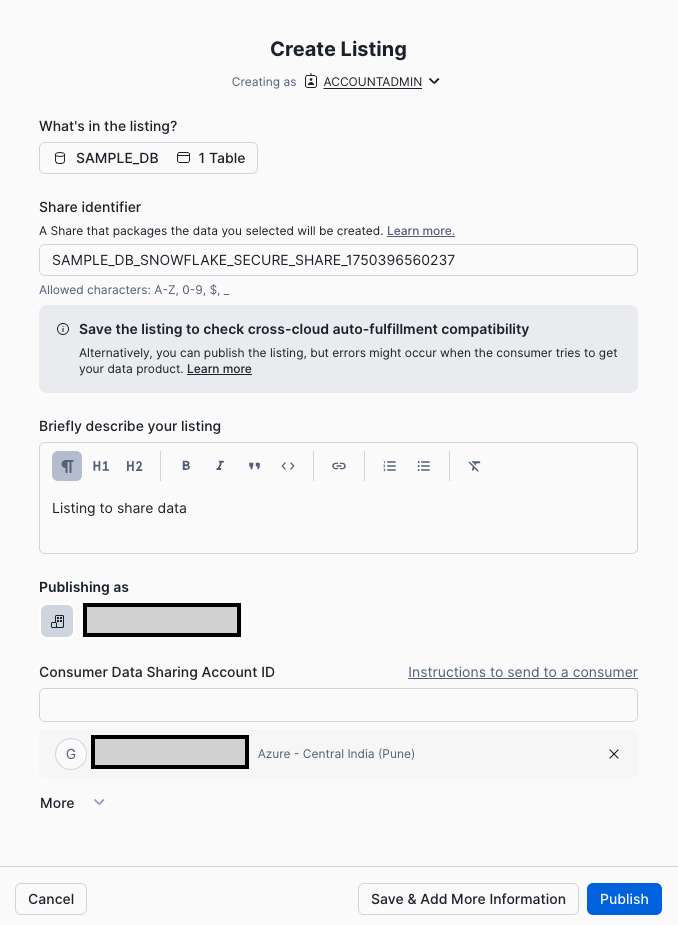 Create Listing
Creating as ACCOUNTADMIN
What's in the listing?
SAMPLE_DB 1 Table
Share identifier
A Share that packages the data you selected will be created. Learn more.
SAMPLE_DB_SNOWFLAKE_SECURE_SHARE_1750396560237
Allowed characters: A-Z, 0-9, $, _
Save the listing to check cross-cloud auto-fulfillment compatibility
Alternatively, you can publish the listing, but errors might occur when the consumer tries to get
your data product. Learn more
Briefly describe your listing
¶ H1 H2 B I
Listing to share data
Publishing as
Consumer Data Sharing Account ID Instructions to send to a consumer
G Azure - Central India (Pune)
More
Cancel Save & Add More Information Publish